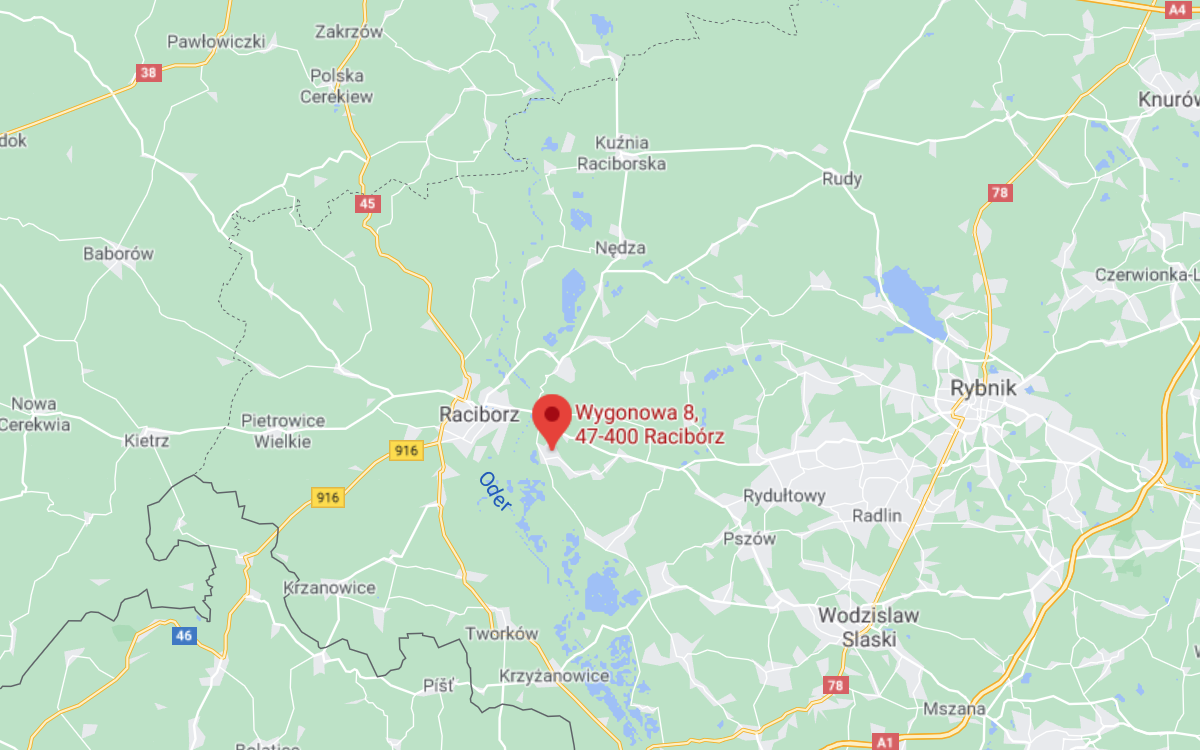 A4
Zakrzów
Pawłowiczki
38
Polska
Cerekiew
Knurów
dok
Kuźnia
Raciborska
Rudy
78
45
Nędza
Baborów
Czerwionka-L
Rybnik
Nowa
Cerekwia
Raciborz
Wygonowa 8,
47-400 Racibórz
Pietrowice
Wielkie
Kietrz
916
Oder
916
Rydułtowy
Radlin
Pszów
Krzanowice
Wodzislaw
Slaski
46
Tworków
Krzyżanowice
Píšť
78
Mszana
A1
Bolatice